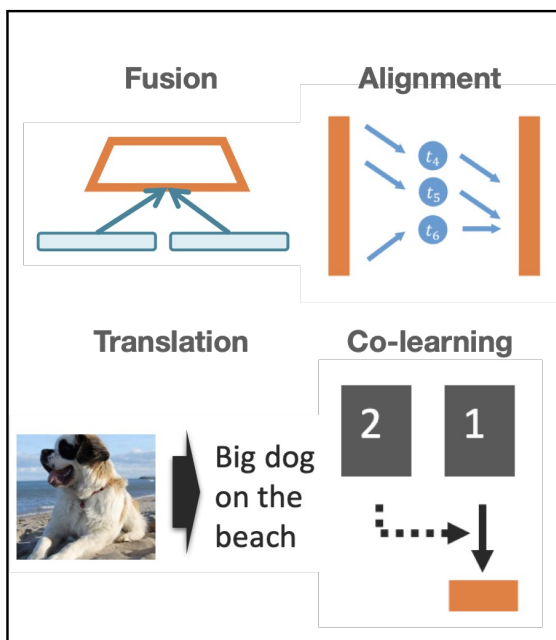 Fusion
Alignment
t₄
t₅
t₆
Translation
Co-learning
2 1
Big dog
on the
beach